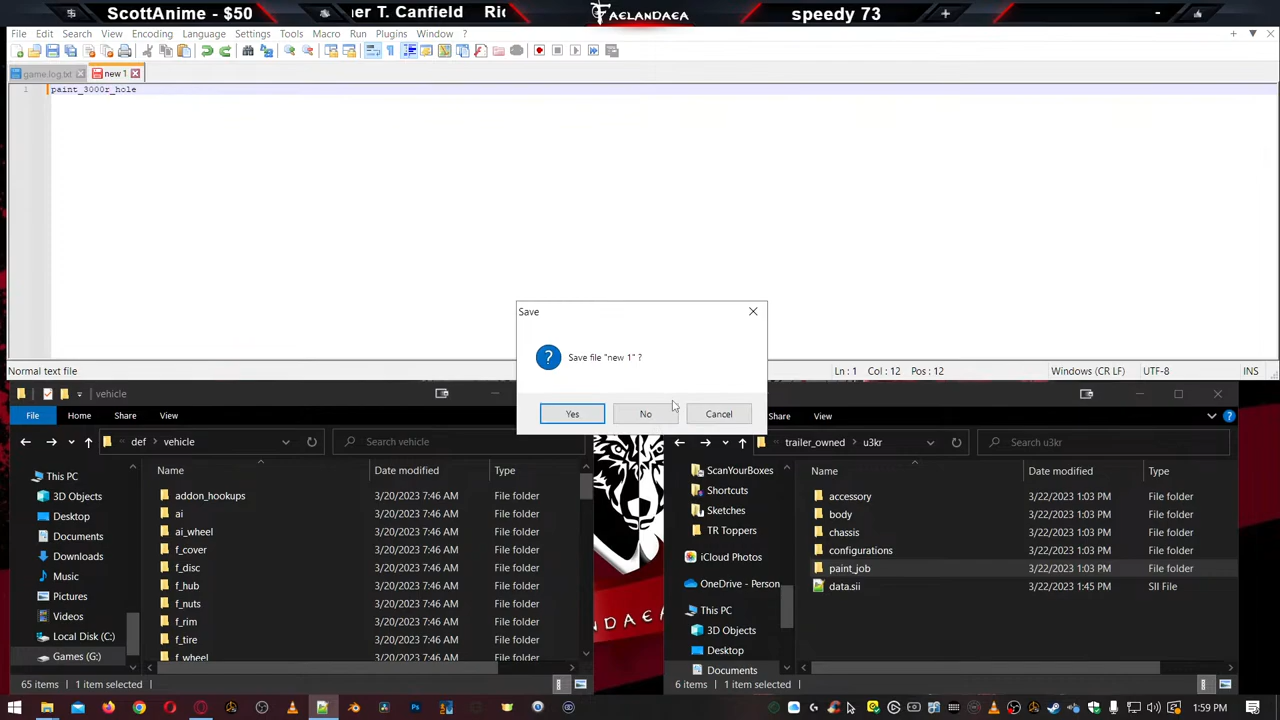 ScottAnime - $50
er T. Canfield Ric
FAELANDAEA
speedy 73
-
File Edit Search View Encoding Language Settings Tools Macro Run Plugins Window ?
game.log.txt
new 1
1 paint_3000r_hole
Save
Save file "new 1" ?
Yes
No
Cancel
Normal text file
Ln : 1 Col : 12 Pos : 12
Windows (CR LF)
UTF-8
INS
vehicle
File Home Share View
def > vehicle
Search vehicle
This PC
3D Objects
Desktop
Documents
Downloads
Music
Pictures
Videos
Local Disk (C:)
Games (G:)
Name Date modified Type
addon_hookups 3/20/2023 7:46 AM File folder
ai 3/20/2023 7:46 AM File folder
ai_wheel 3/20/2023 7:46 AM File folder
f_cover 3/20/2023 7:46 AM File folder
f_disc 3/20/2023 7:46 AM File folder
f_hub 3/20/2023 7:46 AM File folder
f_nuts 3/20/2023 7:46 AM File folder
f_rim 3/20/2023 7:46 AM File folder
f_tire 3/20/2023 7:46 AM File folder
f_wheel 3/20/2023 7:46 AM File folder
65 items 1 item selected
NDAEA
Share View
trailer_owned > u3kr
Search u3kr
ScanYourBoxes
Shortcuts
Sketches
TR Toppers
iCloud Photos
OneDrive - Person
This PC
3D Objects
Desktop
Documents
Name Date modified Type
accessory 3/22/2023 1:03 PM File folder
body 3/22/2023 1:03 PM File folder
chassis 3/22/2023 1:03 PM File folder
configurations 3/22/2023 1:03 PM File folder
paint_job 3/22/2023 1:03 PM File folder
data.sii 3/22/2023 1:45 PM SII File
6 items 1 item selected
1:59 PM